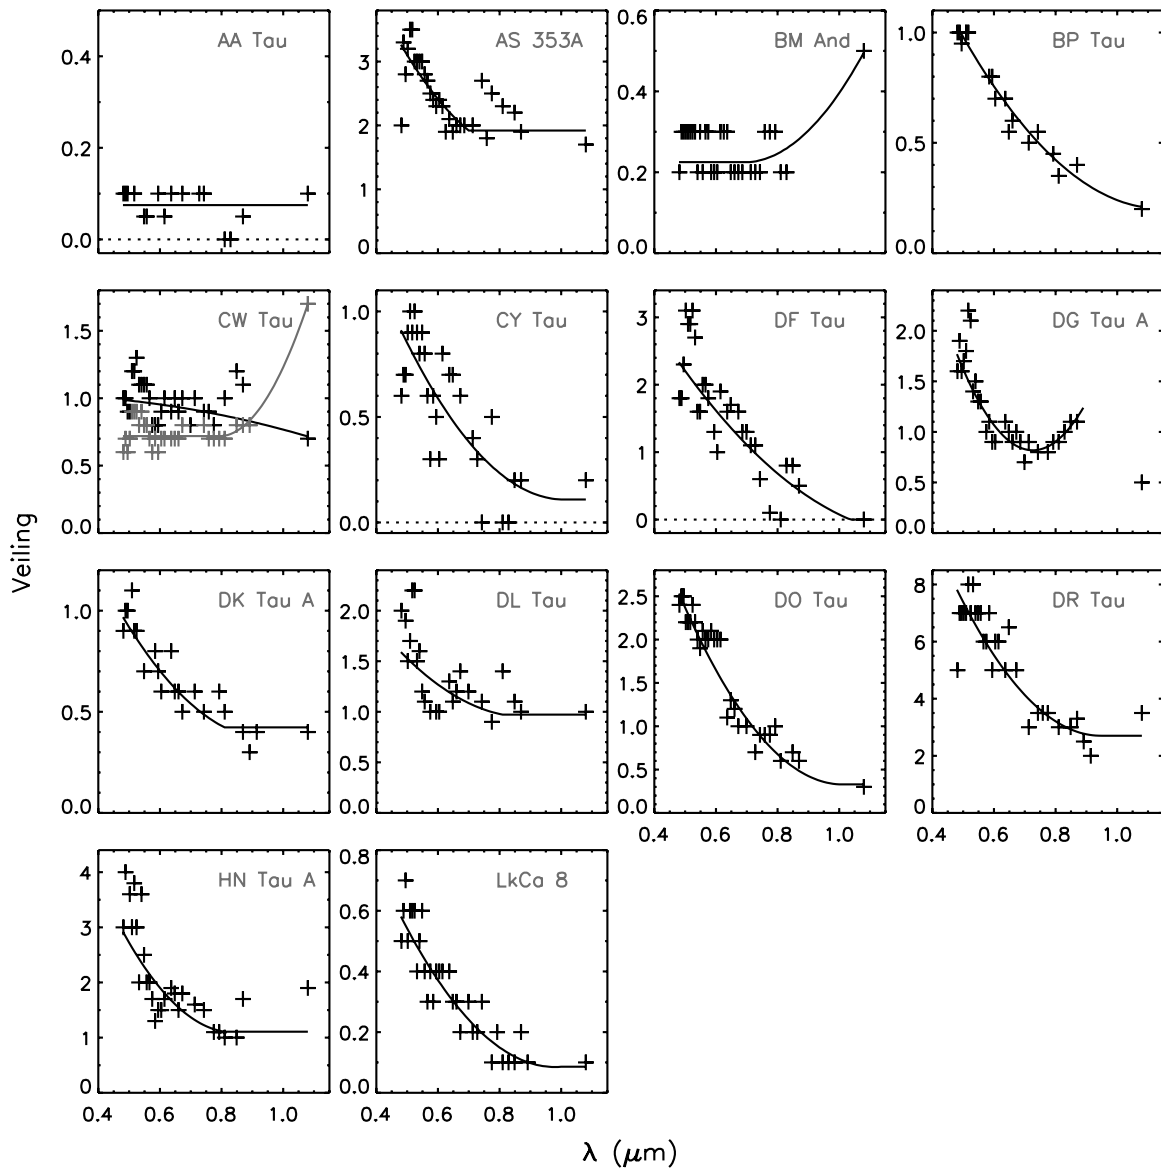 AA Tau
AS 353A
BM And
BP Tau
0.4
0.2
0.0
3
2
1
0
0.6
0.4
0.2
0.0
1.0
0.5
0.0
CW Tau
CY Tau
DF Tau
DG Tau A
1.5
1.0
0.5
0.0
1.0
0.5
0.0
3
2
1
0
2.0
1.5
1.0
0.5
0.0
Veiling
DK Tau A
DL Tau
DO Tau
DR Tau
1.0
0.5
0.0
2.0
1.5
1.0
0.5
0.0
2.5
2.0
1.5
1.0
0.5
0.0
8
6
4
2
0
0.4 0.6 0.8 1.0
0.4 0.6 0.8 1.0
HN Tau A
LkCa 8
4
3
2
1
0
0.8
0.6
0.4
0.2
0.0
0.4 0.6 0.8 1.0
0.4 0.6 0.8 1.0
λ (μm)